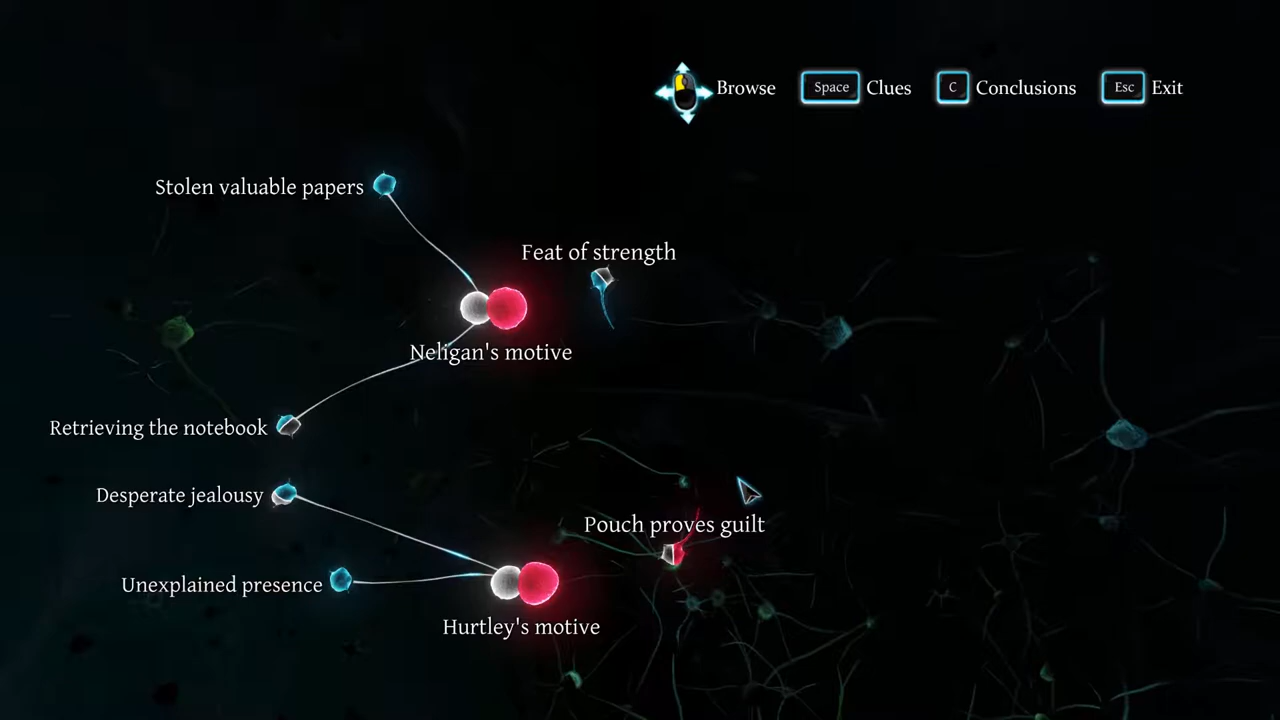 Browse
Space
Clues
C
Conclusions
Esc
Exit
Stolen valuable papers
Feat of strength
Neligan's motive
Retrieving the notebook
Desperate jealousy
Pouch proves guilt
Unexplained presence
Hurtley's motive